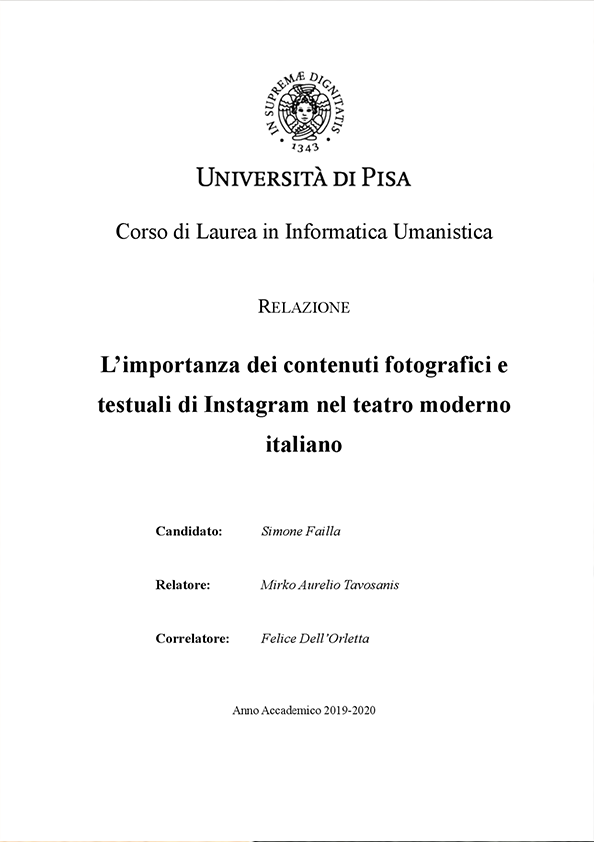 IN SUPREMÆ DIGNITATIS
• 1343 •
UNIVERSITÀ DI PISA
Corso di Laurea in Informatica Umanistica
RELAZIONE
L’importanza dei contenuti fotografici e
testuali di Instagram nel teatro moderno
italiano
Candidato: Simone Failla
Relatore: Mirko Aurelio Tavosanis
Correlatore: Felice Dell’Orletta
Anno Accademico 2019-2020